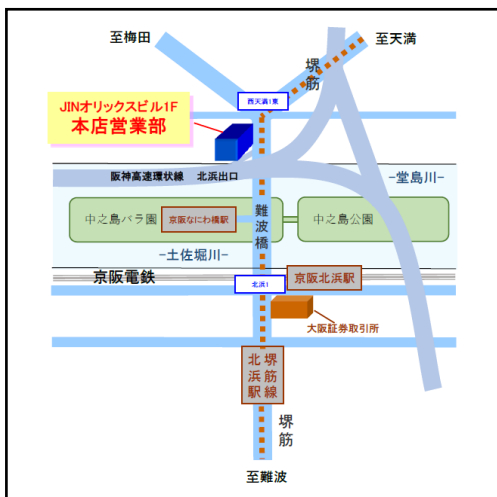 至梅田
至天満
堺筋
西天満1東
JINオリックスビル1F
本店営業部
阪神高速環状線 北浜出口
-堂島川-
中之島バラ園
京阪なにわ橋駅
難波橋
中之島公園
-土佐堀川-
京阪電鉄
北浜1
京阪北浜駅
大阪証券取引所
堺筋線
北浜駅
堺筋
至難波